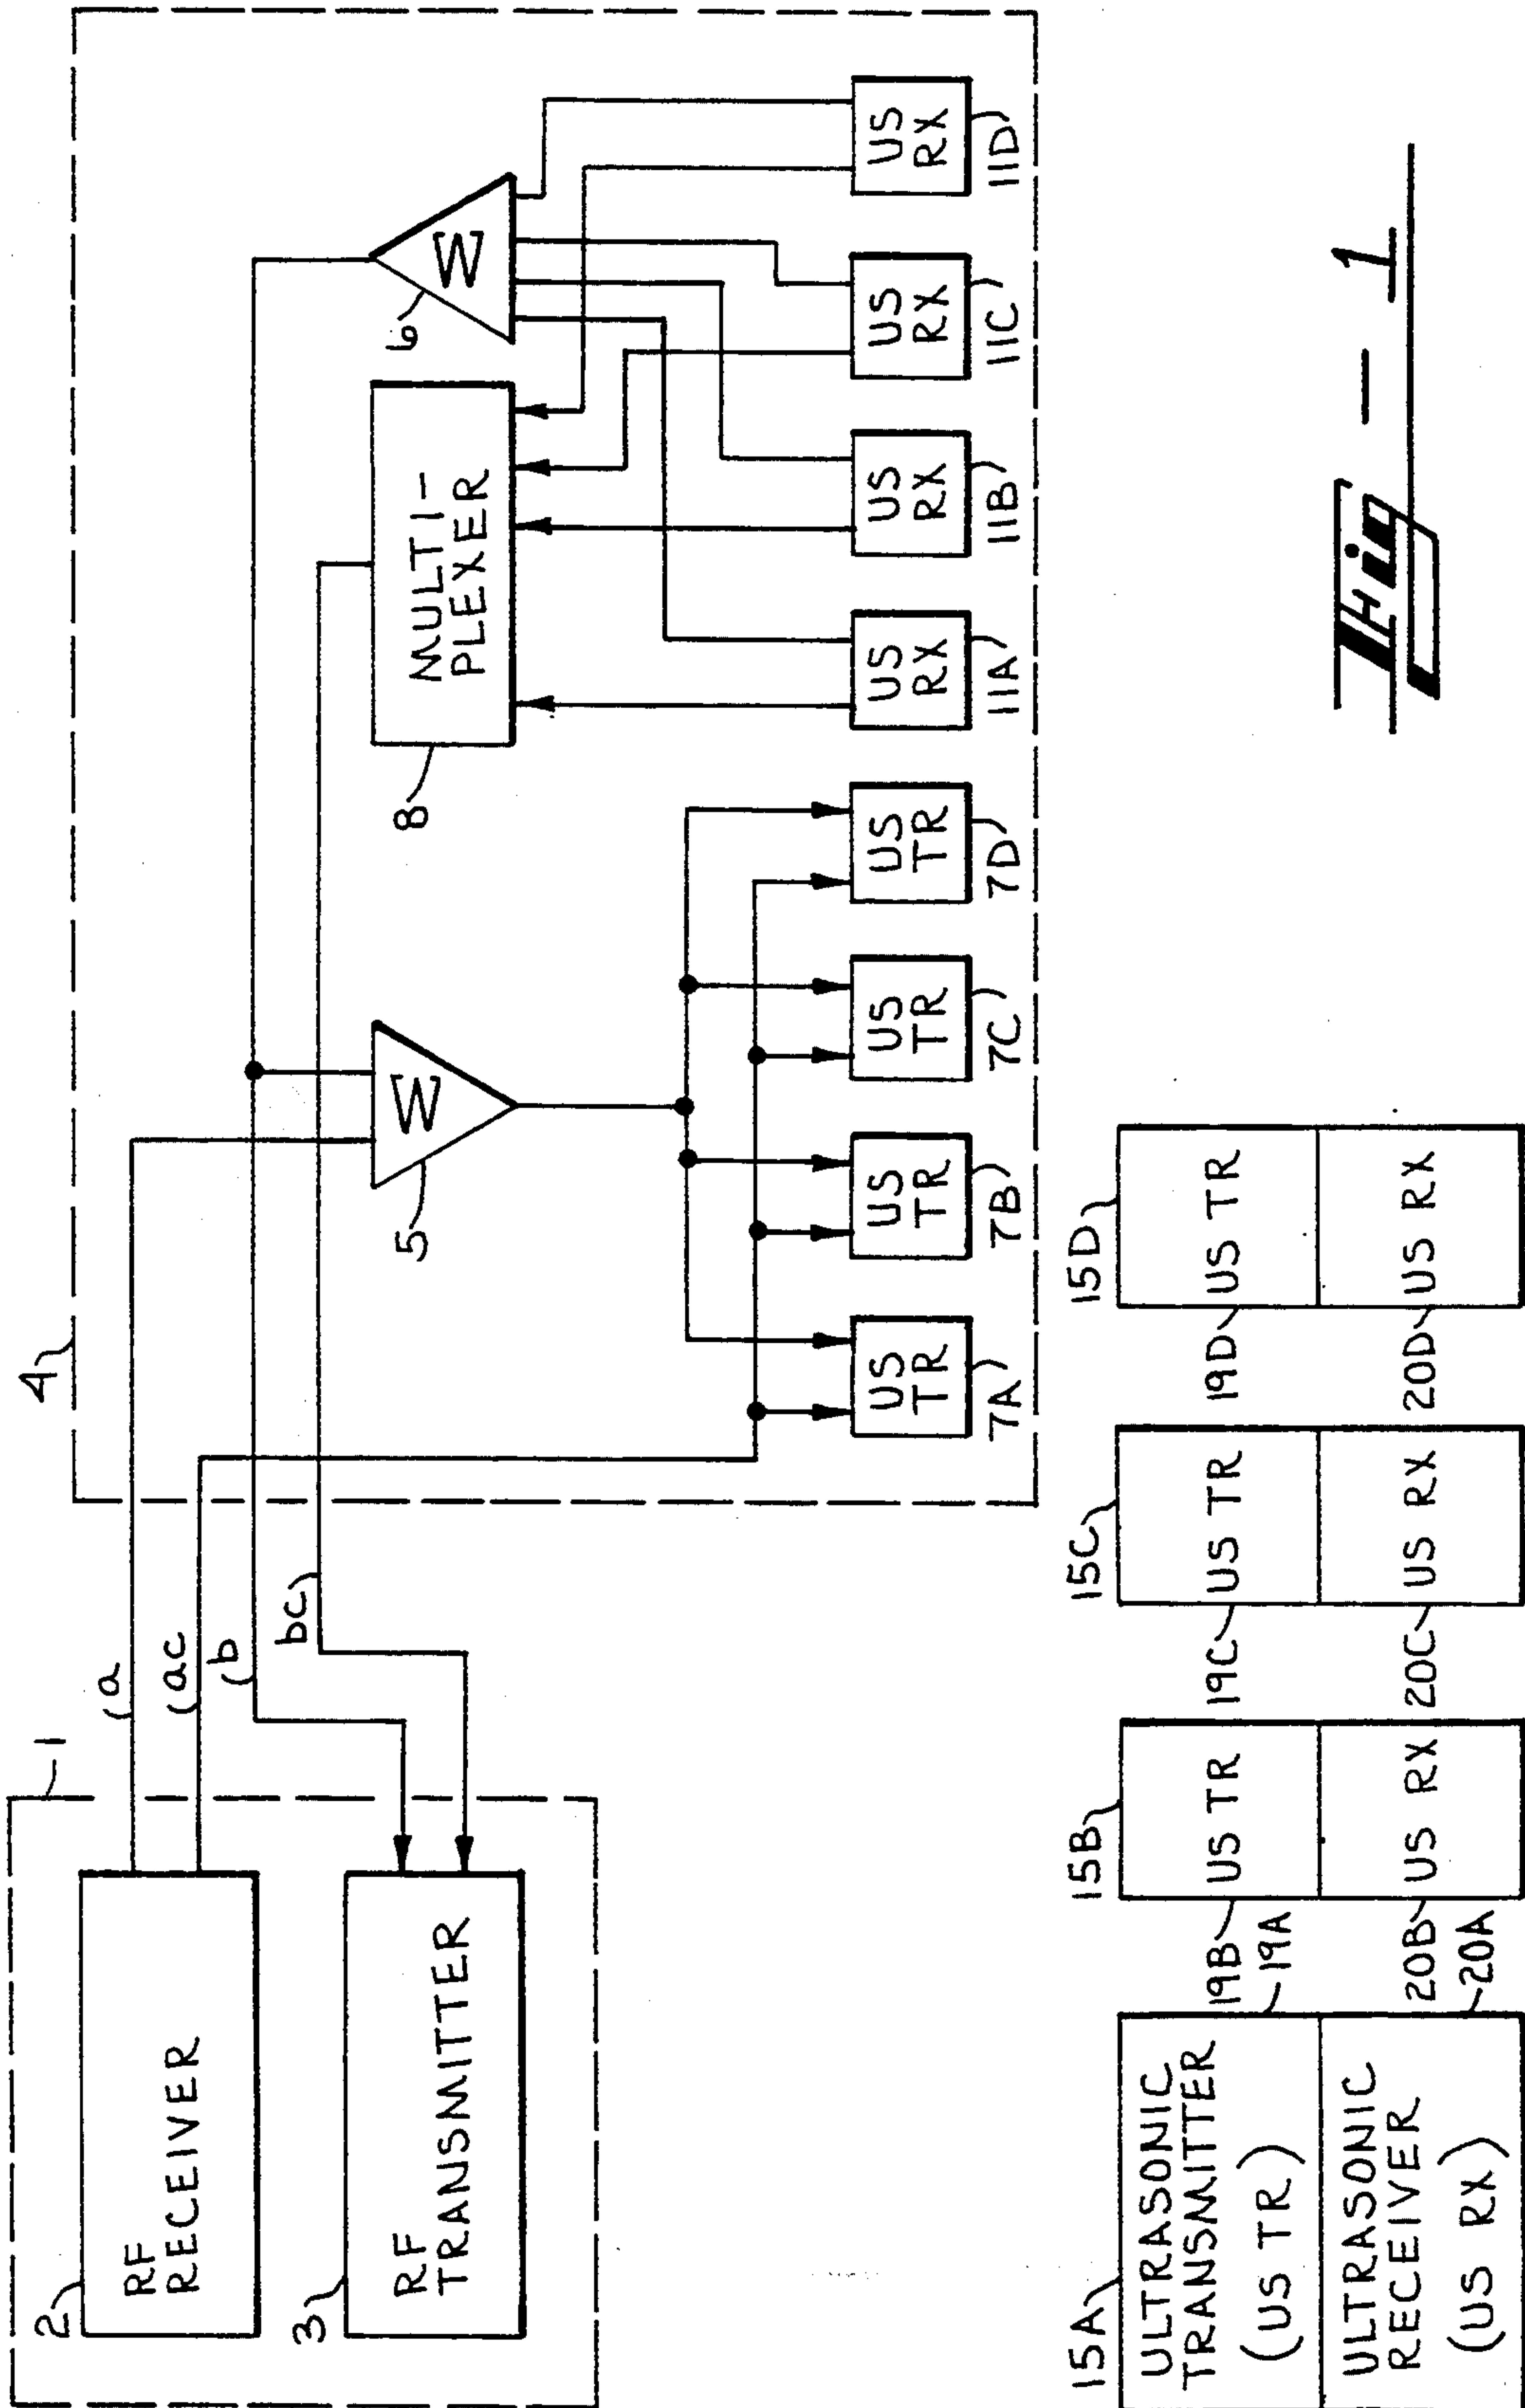 1
2
RF
RECEIVER
3
RF
TRANSMITTER
a
ac
b
bc
4
5
W
6
W
8
MULTI-
PLEXER
US
TR
7A
US
TR
7B
US
TR
7C
US
TR
7D
US
RX
11A
US
RX
11B
US
RX
11C
US
RX
11D
15A
ULTRASONIC
TRANSMITTER
(US TR)
19A
ULTRASONIC
RECEIVER
(US RX)
20A
15B
19B
US TR
20B
US RX
15C
19C
US TR
20C
US RX
15D
19D
US TR
20D
US RX
Fig - 1